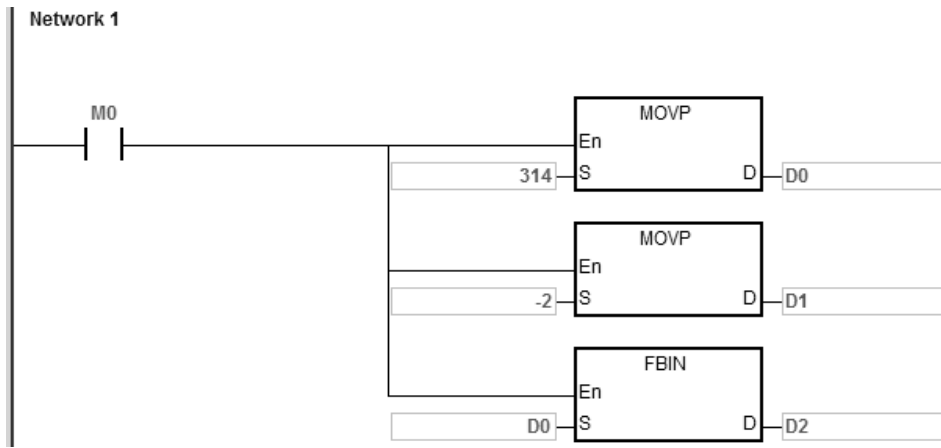 Network 1
M0
MOVP
En
314 S D D0
MOVP
En
-2 S D D1
FBIN
En
D0 S D D2